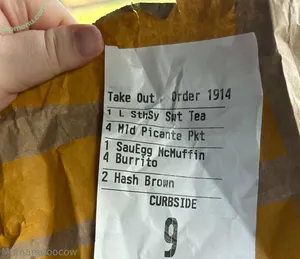 Take Out Order 1914
1 L SthSy Swt Tea
4 Mld Picante Pkt
1 SauEgg McMuffin
4 Burrito
2 Hash Brown
CURBSIDE
9